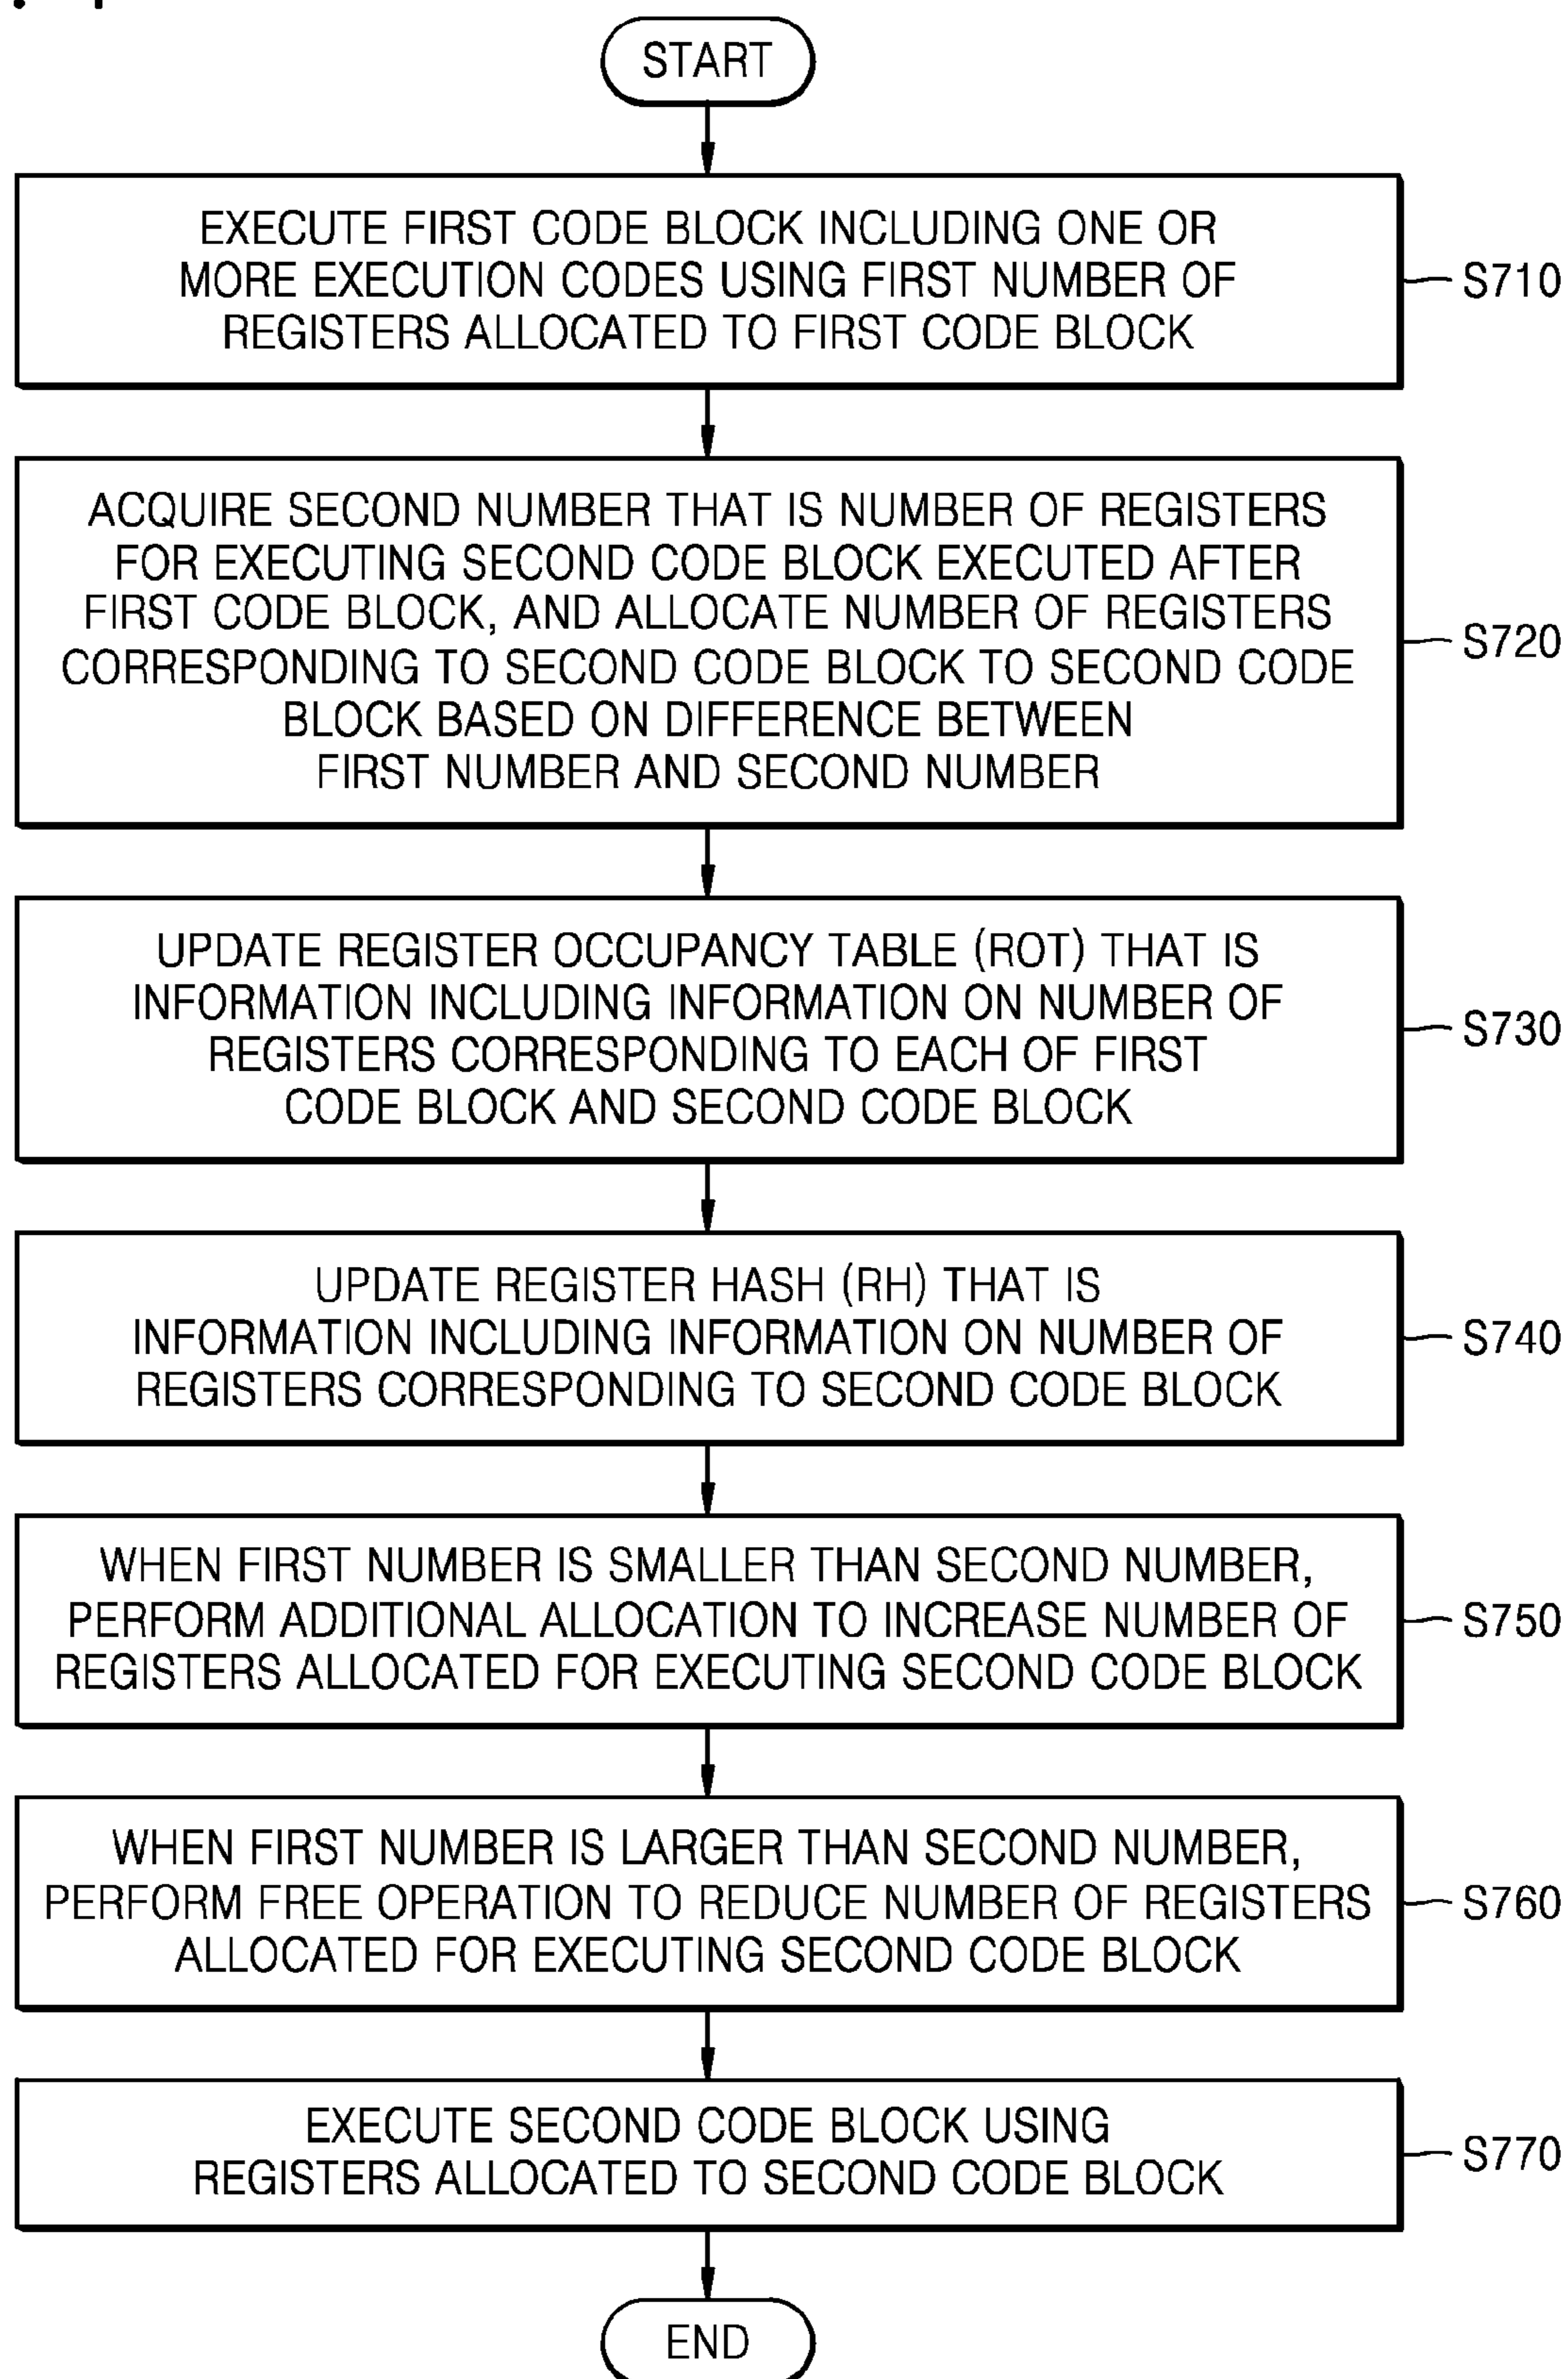 START
EXECUTE FIRST CODE BLOCK INCLUDING ONE OR
MORE EXECUTION CODES USING FIRST NUMBER OF
REGISTERS ALLOCATED TO FIRST CODE BLOCK
S710
ACQUIRE SECOND NUMBER THAT IS NUMBER OF REGISTERS
FOR EXECUTING SECOND CODE BLOCK EXECUTED AFTER
FIRST CODE BLOCK, AND ALLOCATE NUMBER OF REGISTERS
CORRESPONDING TO SECOND CODE BLOCK TO SECOND CODE
BLOCK BASED ON DIFFERENCE BETWEEN
FIRST NUMBER AND SECOND NUMBER
S720
UPDATE REGISTER OCCUPANCY TABLE (ROT) THAT IS
INFORMATION INCLUDING INFORMATION ON NUMBER OF
REGISTERS CORRESPONDING TO EACH OF FIRST
CODE BLOCK AND SECOND CODE BLOCK
S730
UPDATE REGISTER HASH (RH) THAT IS
INFORMATION INCLUDING INFORMATION ON NUMBER OF
REGISTERS CORRESPONDING TO SECOND CODE BLOCK
S740
WHEN FIRST NUMBER IS SMALLER THAN SECOND NUMBER,
PERFORM ADDITIONAL ALLOCATION TO INCREASE NUMBER OF
REGISTERS ALLOCATED FOR EXECUTING SECOND CODE BLOCK
S750
WHEN FIRST NUMBER IS LARGER THAN SECOND NUMBER,
PERFORM FREE OPERATION TO REDUCE NUMBER OF REGISTERS
ALLOCATED FOR EXECUTING SECOND CODE BLOCK
S760
EXECUTE SECOND CODE BLOCK USING
REGISTERS ALLOCATED TO SECOND CODE BLOCK
S770
END